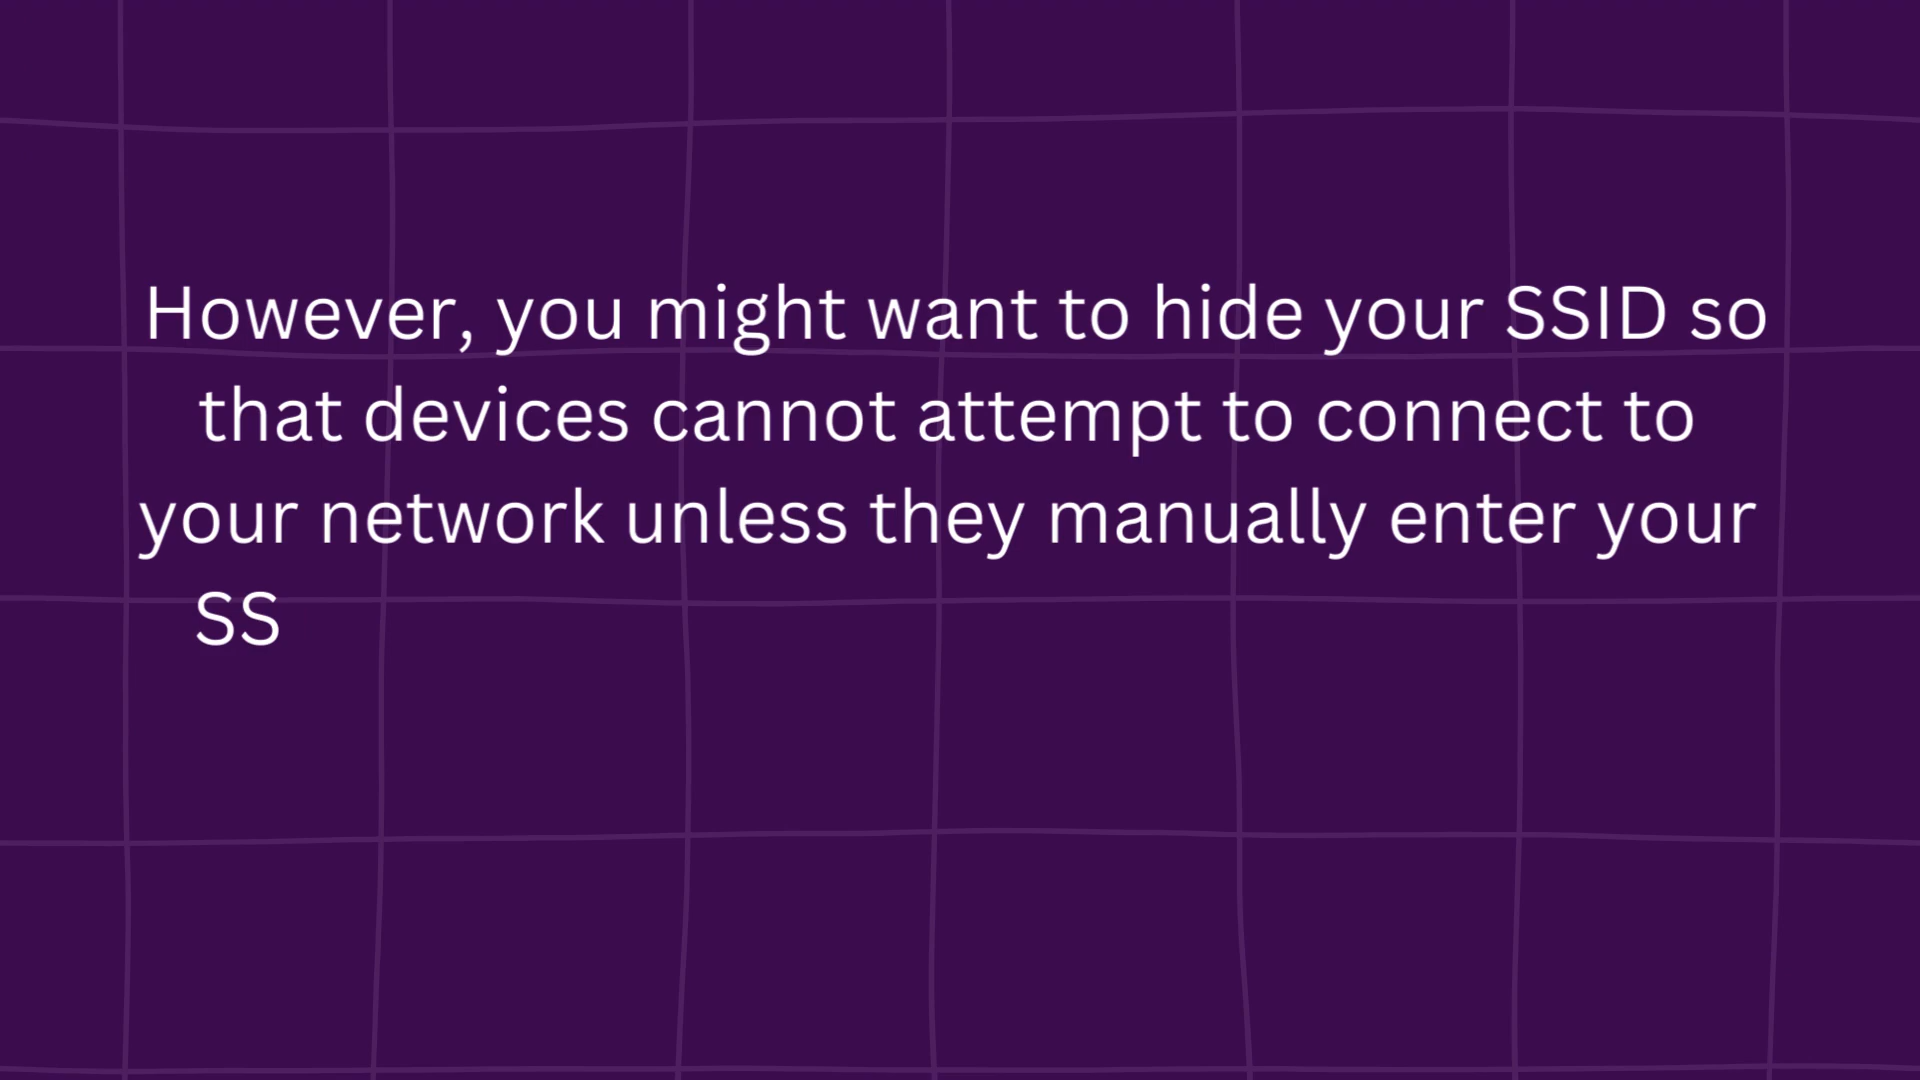 However, you might want to hide your SSID so
that devices cannot attempt to connect to
your network unless they manually enter your
SS